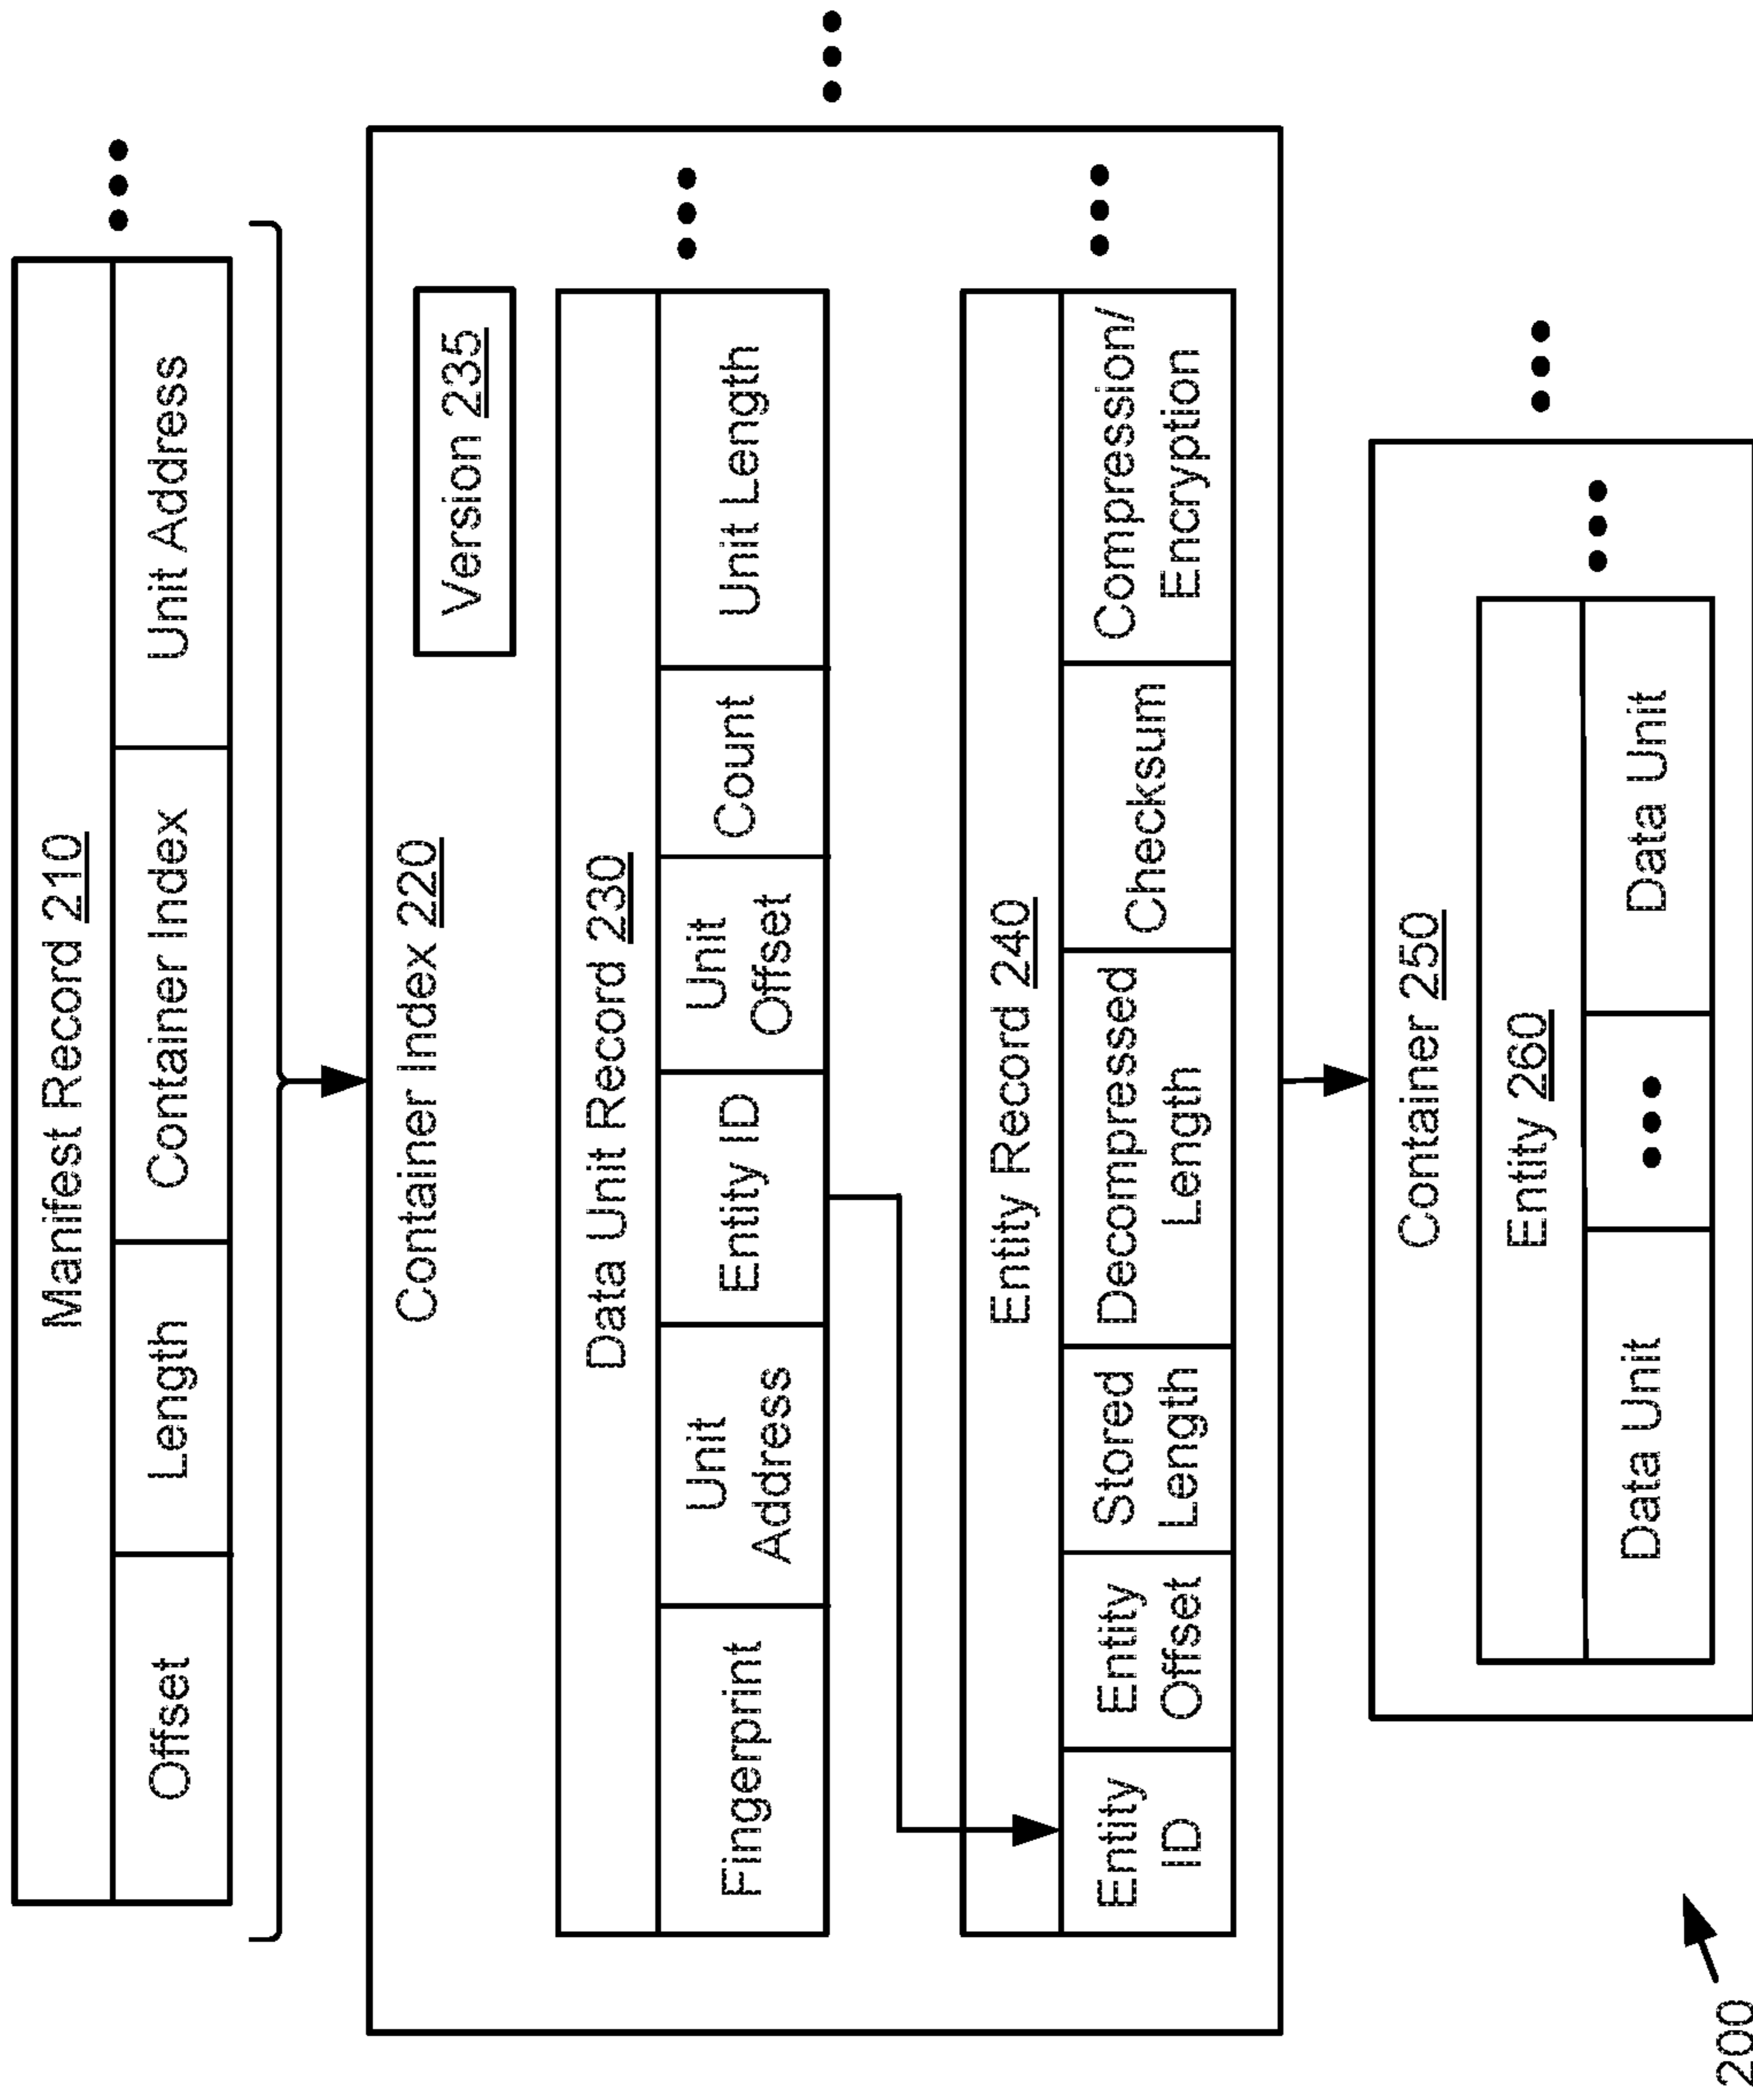 Manifest Record 210
Offset
Length
Container Index
Unit Address
Container Index 220
Version 235
Data Unit Record 230
Fingerprint
Unit
Address
Entity ID
Unit
Offset
Count
Unit Length
Entity Record 240
Entity
ID
Entity
Offset
Stored
Length
Decompressed
Length
Checksum
Compression/
Encryption
Container 250
Entity 260
Data Unit
Data Unit
200